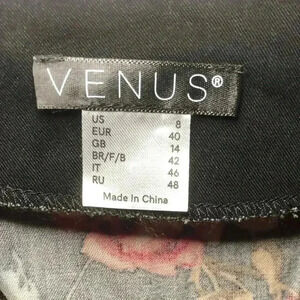 VENUS®
US 8
EUR 40
GB 14
BR/F/B 42
IT 46
RU 48
Made in China